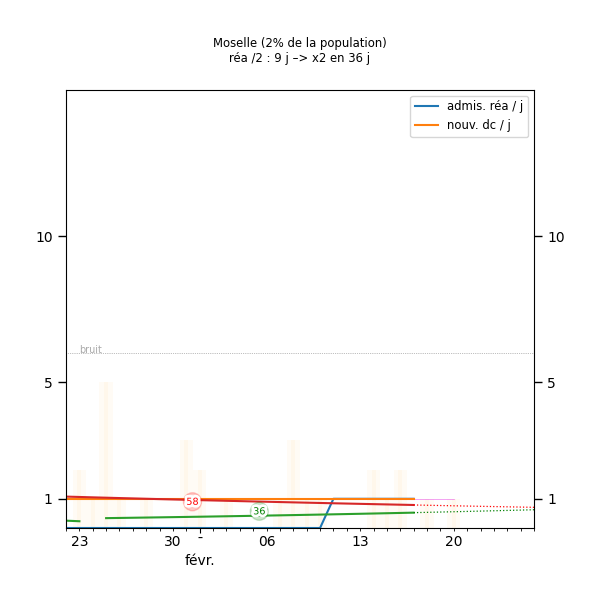 Moselle (2% de la population)
réa /2 : 9 j –> x2 en 36 j
admis. réa / j
nouv. dc / j
10 10
bruit
5 5
58
36
1 1
23 30 - 06 13 20
févr.